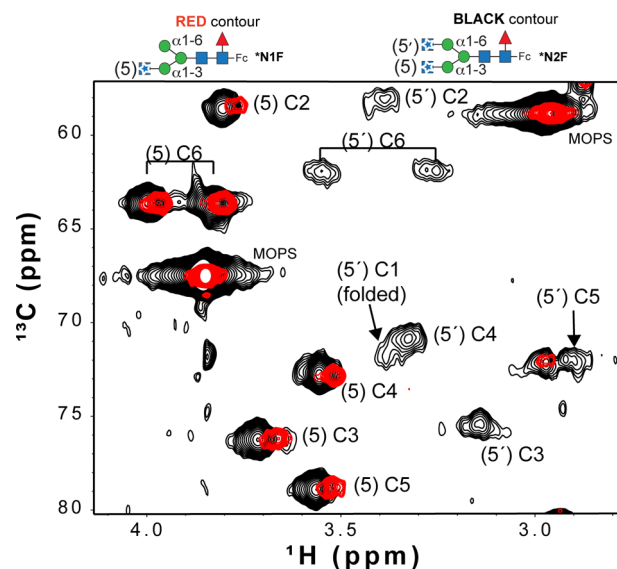 RED contour
BLACK contour
α1-6
(5) α1-3
Fc *N1F
(5′) α1-6
(5) α1-3
Fc *N2F
(5) C2
(5′) C2
MOPS
(5) C6
(5′) C6
MOPS
(5′) C1
(folded)
(5′) C5
(5′) C4
(5) C4
(5) C3
(5′) C3
(5) C5
60
65
70
75
80
¹³C (ppm)
4.0
3.5
3.0
¹H (ppm)